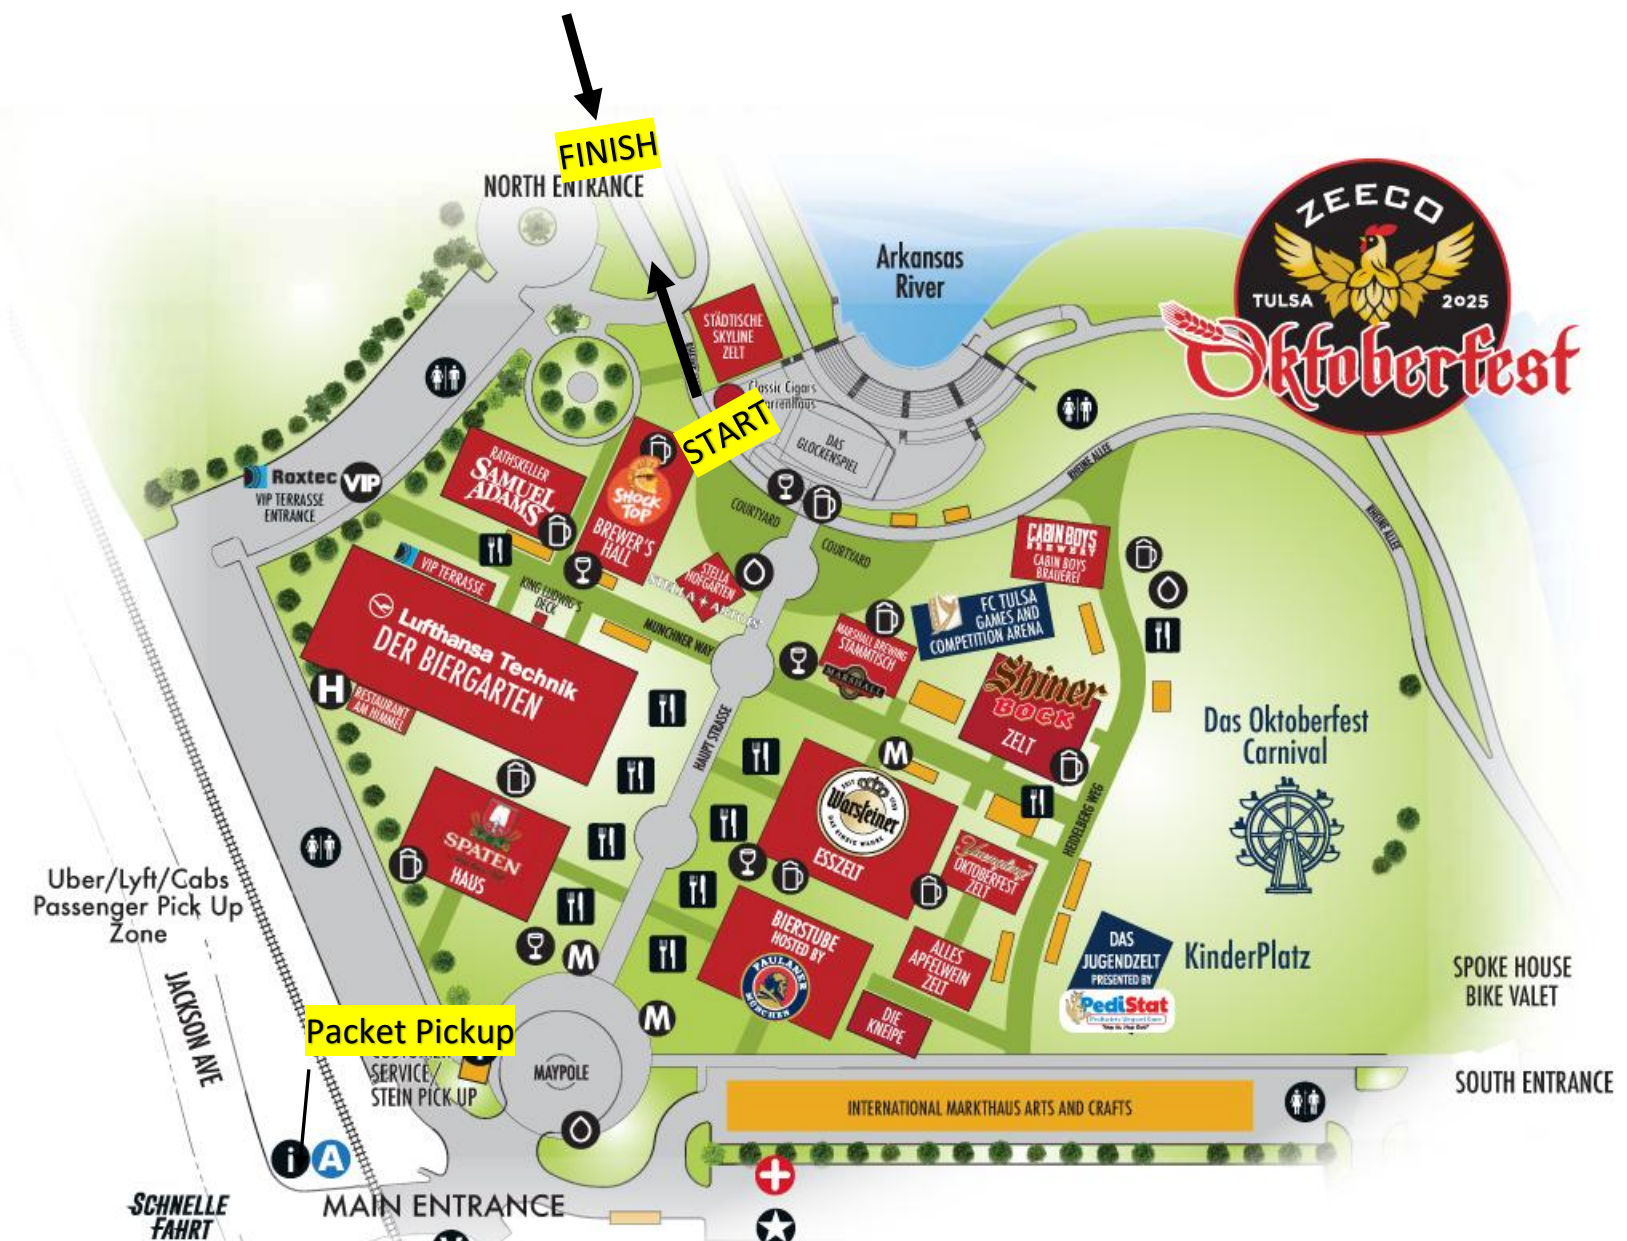 FINISH
NORTH ENTRANCE
Arkansas
River
ZEECO
TULSA
2025
Oktoberfest
STÄDTISCHE
SKYLINE
ZELT
Classic Cigars
START
DAS
GLOCKENSPIEL
RHEINE ALLEE
RHEINE ALLEE
Roxtec
VIP
VIP TERRASSE
ENTRANCE
RATHSKELLER
SAMUEL
ADAMS
SHOCK
TOP
BREWER'S
HALL
COURTYARD
COURTYARD
CABIN BOYS
BREWERY
CABIN BOYS
BRAUEREI
VIP TERRASSE
KING LUDWIG'S
DECK
STELLA
HOFGARTEN
STELLA ARTOIS
MUNCHNER WAY
FC TULSA
GAMES AND
COMPETITION ARENA
MARSHALL BREWING
STAMMTISCH
MARSHALL
Lufthansa Technik
DER BIERGARTEN
H
RESTAURANT
AM HIMMEL
Shiner
BOCK
ZELT
HAUPT STRASSE
M
Das Oktoberfest
Carnival
Warsteiner
ESSZELT
HEIDELBERG WEG
SPATEN
HAUS
Yuengling
OKTOBERFEST
ZELT
Uber/Lyft/Cabs
Passenger Pick Up
Zone
BIERSTUBE
HOSTED BY
PAULANER
MÜNCHEN
ALLES
APFELWEIN
ZELT
DAS
JUGENDZELT
PRESENTED BY
PediStat
KinderPlatz
SPOKE HOUSE
BIKE VALET
M
M
DIE
KNEIPE
JACKSON AVE
Packet Pickup
SERVICE/
STEIN PICK UP
MAYPOLE
SOUTH ENTRANCE
INTERNATIONAL MARKTHAUS ARTS AND CRAFTS
i
A
SCHNELLE
FAHRT
MAIN ENTRANCE